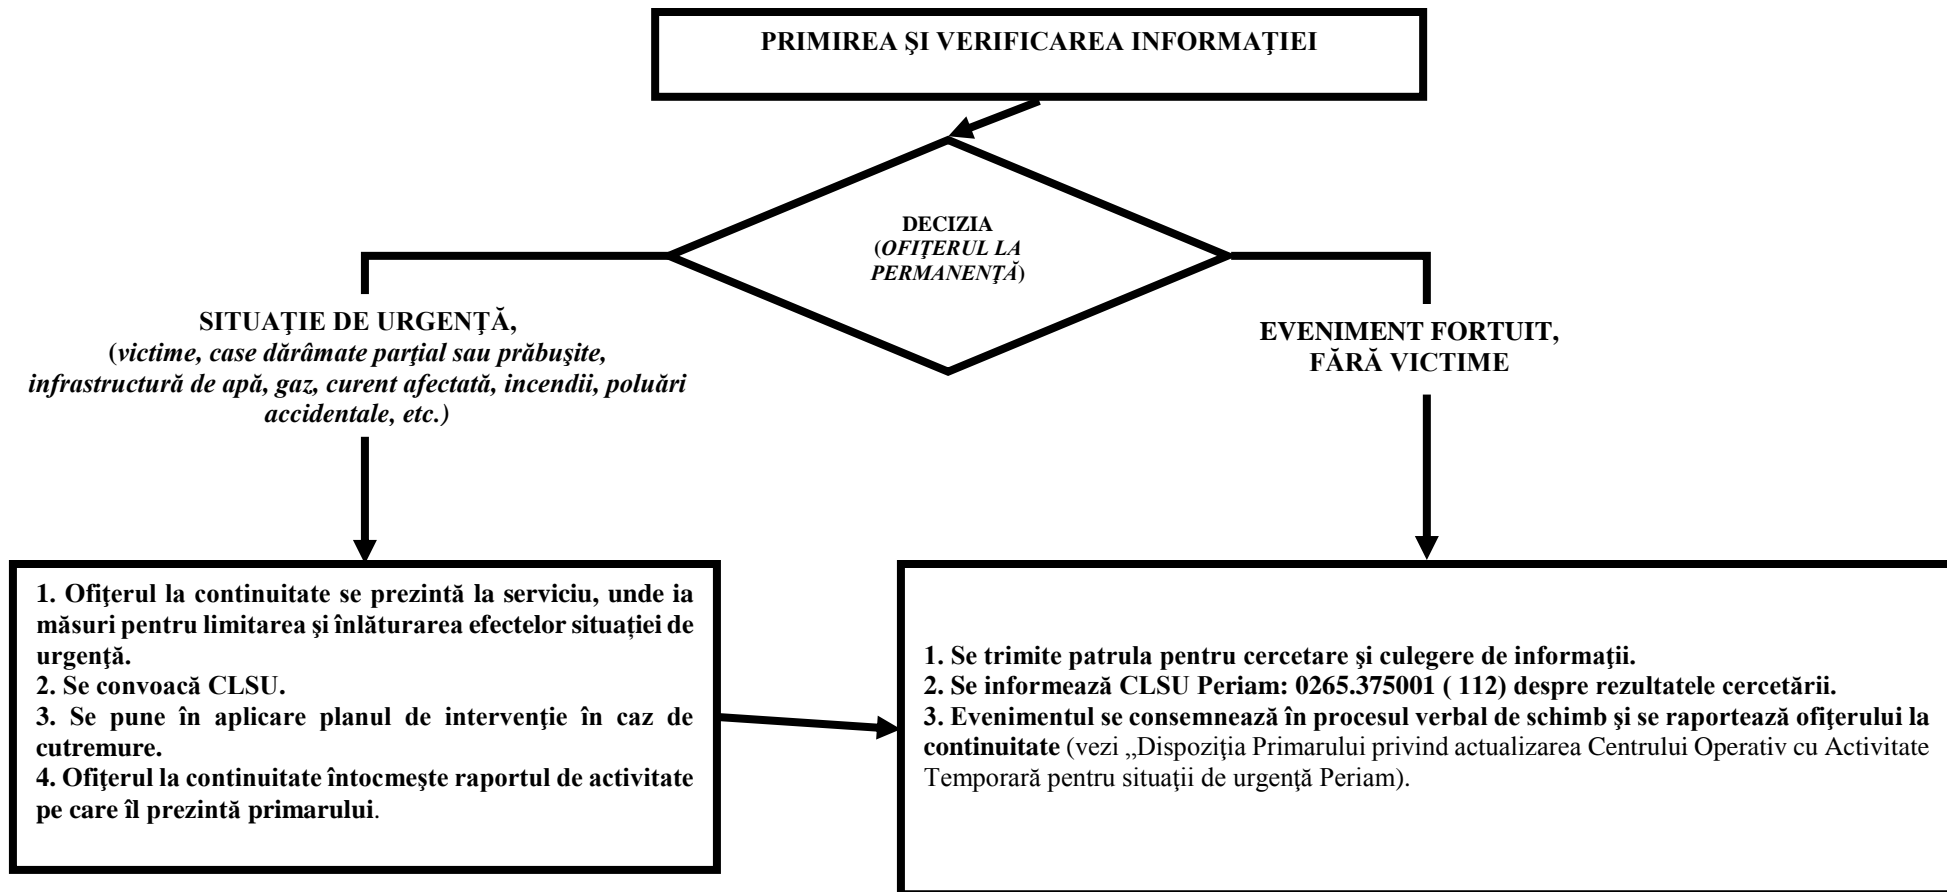 PRIMIREA ŞI VERIFICAREA INFORMAŢIEI
DECIZIA
(OFIŢERUL LA
PERMANENŢĂ)
SITUAŢIE DE URGENŢĂ,
(victime, case dărâmate parţial sau prăbuşite,
infrastructură de apă, gaz, curent afectată, incendii, poluări
accidentale, etc.)
EVENIMENT FORTUIT,
FĂRĂ VICTIME
1. Ofiţerul la continuitate se prezintă la serviciu, unde ia
măsuri pentru limitarea şi înlăturarea efectelor situației de
urgenţă.
2. Se convoacă CLSU.
3. Se pune în aplicare planul de intervenţie în caz de
cutremure.
4. Ofiţerul la continuitate întocmeşte raportul de activitate
pe care îl prezintă primarului.
1. Se trimite patrula pentru cercetare şi culegere de informaţii.
2. Se informează CLSU Periam: 0265.375001 ( 112) despre rezultatele cercetării.
3. Evenimentul se consemnează în procesul verbal de schimb şi se raportează ofiţerului la
continuitate (vezi ,,Dispoziţia Primarului privind actualizarea Centrului Operativ cu Activitate
Temporară pentru situaţii de urgenţă Periam).